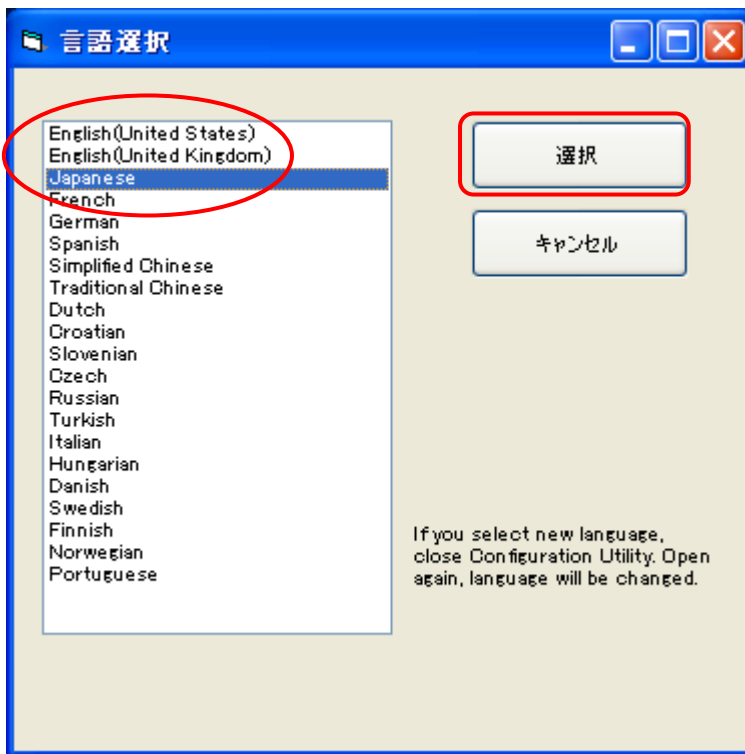 言語選択
English(United States)
English(United Kingdom)
Japanese
French
German
Spanish
Simplified Chinese
Traditional Chinese
Dutch
Croatian
Slovenian
Czech
Russian
Turkish
Italian
Hungarian
Danish
Swedish
Finnish
Norwegian
Portuguese
選択
キャンセル
If you select new language,
close Configuration Utility. Open
again, language will be changed.